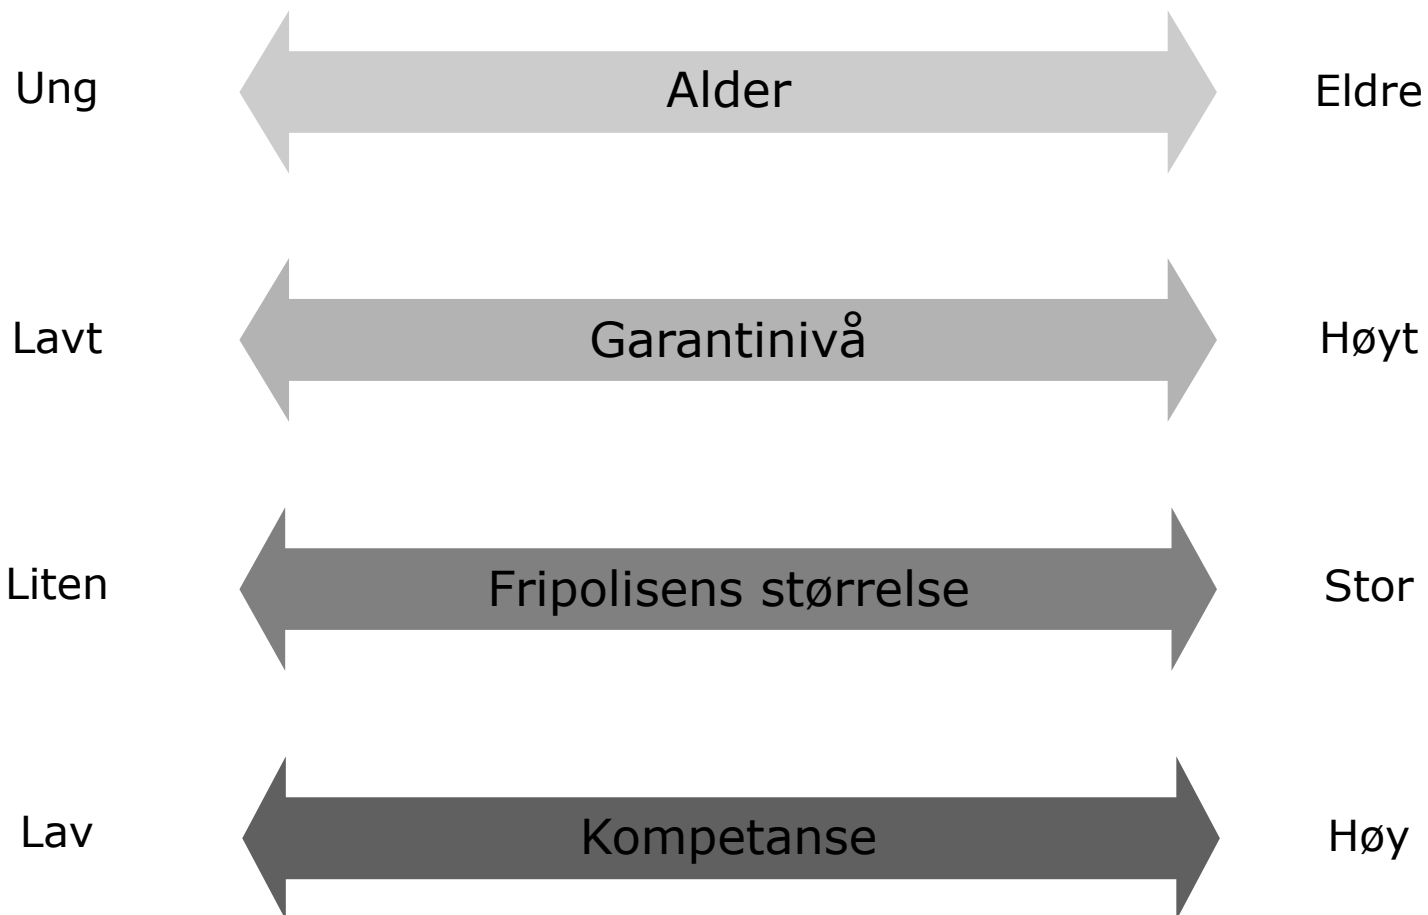 Ung Alder Eldre
Lavt Garantinivå Høyt
Liten Fripolisens størrelse Stor
Lav Kompetanse Høy